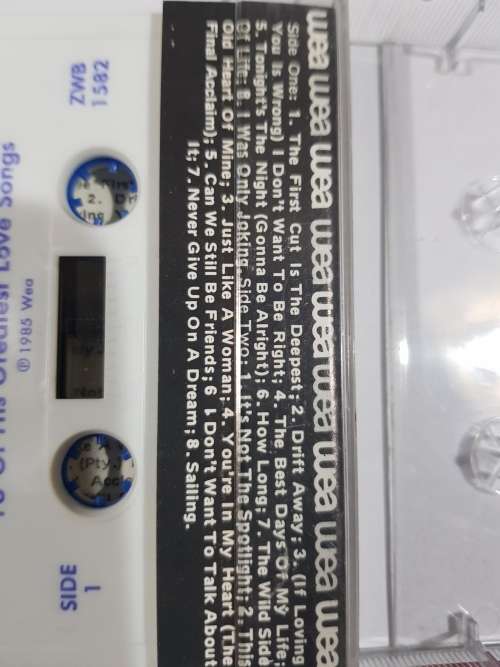 wea wea wea wea wea wea wea wea wea
Side One: 1. The First Cut Is The Deepest; 2. Drift Away; 3. (If Loving
You Is Wrong) I Don't Want To Be Right; 4. The Best Days Of My Life;
5. Tonight's The Night (Gonna Be Alright); 6. How Long; 7. The Wild Side
Of Life; 8. I Was Only Joking. Side Two: 1. It's Not The Spotlight; 2. This
Old Heart Of Mine; 3. Just Like A Woman; 4. You're In My Heart (The
Final Acclaim); 5. Can We Still Be Friends; 6 I Don't Want To Talk About
It; 7. Never Give Up On A Dream; 8. Sailing.
ZWB
1582
SIDE
1
Of His Greatest Love Songs
℗ 1985 Wea